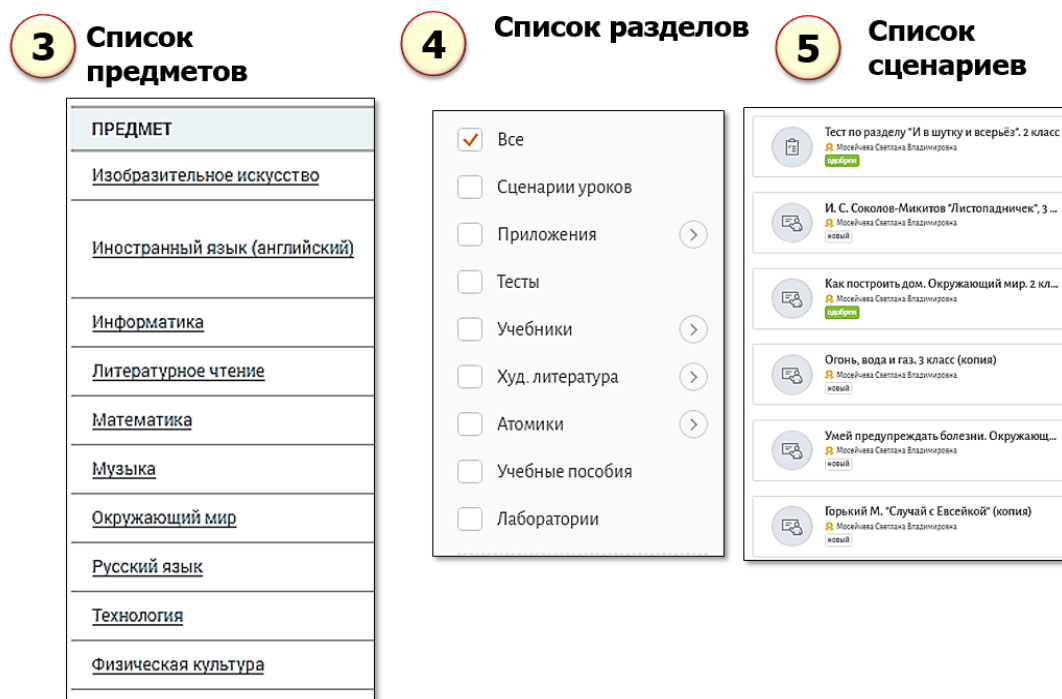 3
Список
предметов
ПРЕДМЕТ
Изобразительное искусство
Иностранный язык (английский)
Информатика
Литературное чтение
Математика
Музыка
Окружающий мир
Русский язык
Технология
Физическая культура
4
Список разделов
Все
Сценарии уроков
Приложения
Тесты
Учебники
Худ. литература
Атомики
Учебные пособия
Лаборатории
5
Список
сценариев
Тест по разделу "И в шутку и всерьёз". 2 класс
Мосейчева Светлана Владимировна
одобрен
И. С. Соколов-Микитов "Листопадничек", 3 ...
Мосейчева Светлана Владимировна
новый
Как построить дом. Окружающий мир. 2 кл...
Мосейчева Светлана Владимировна
одобрен
Огонь, вода и газ. 3 класс (копия)
Мосейчева Светлана Владимировна
новый
Умей предупреждать болезни. Окружающ...
Мосейчева Светлана Владимировна
новый
Горький М. "Случай с Евсейкой" (копия)
Мосейчева Светлана Владимировна
новый